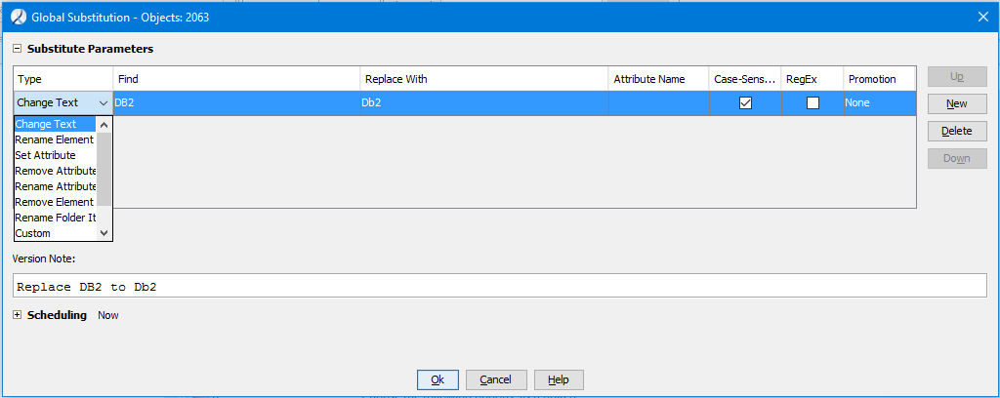 Global Substitution - Objects: 2063
Substitute Parameters
Type Find Replace With Attribute Name Case-Sens... RegEx Promotion
Change Text DB2 Db2 None
Change Text
Rename Element
Set Attribute
Remove Attribute
Rename Attribute
Remove Element
Rename Folder It
Custom
Up
New
Delete
Down
Version Note:
Replace DB2 to Db2
Scheduling Now
Ok Cancel Help